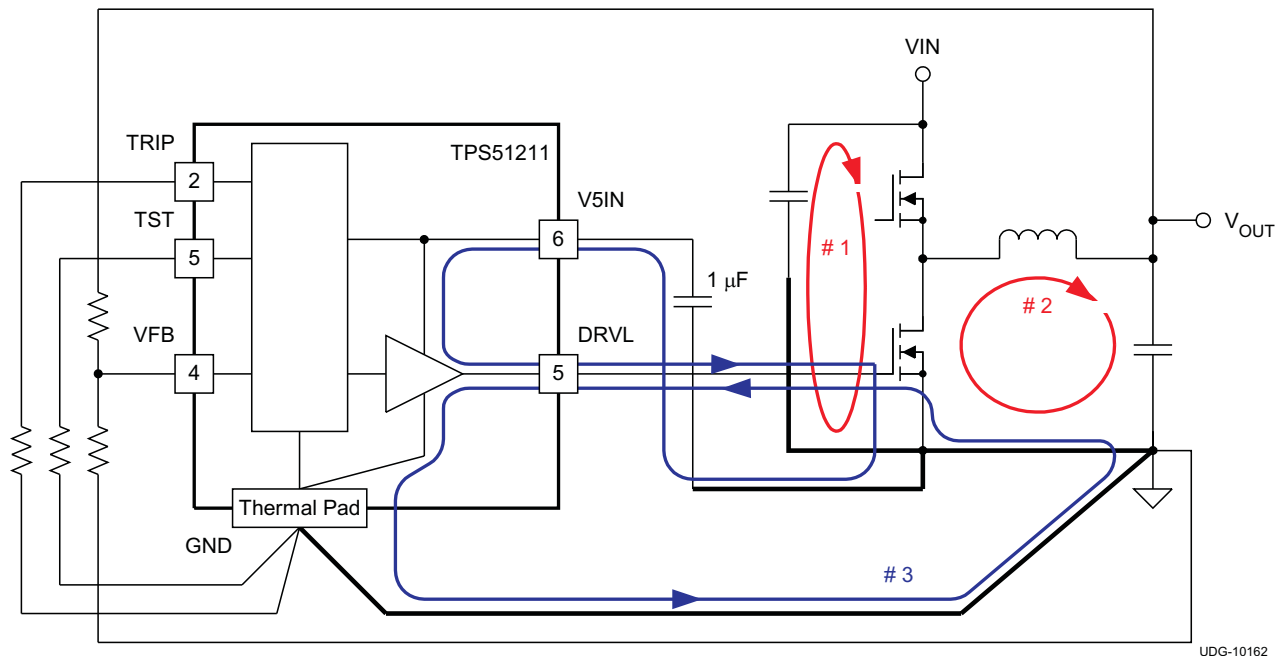 VIN
TRIP
TPS51211
2
V5IN
TST
6
VOUT
# 1
5
1 μF
# 2
VFB
DRVL
4
5
Thermal Pad
GND
# 3
UDG-10162